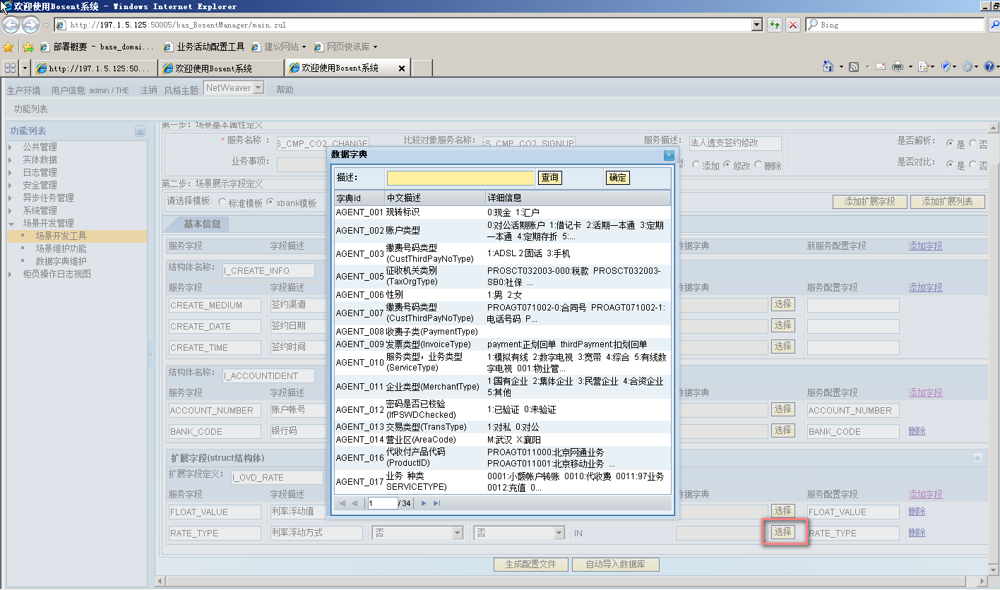 欢迎使用Bosent系统 - Windows Internet Explorer
http://197.1.5.125:50005/bas_BosentManager/main.zul
Bing
部署概要 - base_domai... 业务活动配置工具 建议网站 网页快讯库
http://197.1.5.125:50... 欢迎使用Bosent系统 欢迎使用Bosent系统
生产环境 用户信息: admin / THE 注销 风格主题: NetWeaver 帮助
功能列表
功能列表
公共管理
实体数据
日志管理
安全管理
异步任务管理
系统管理
场景开发管理
场景开发工具
场景维护功能
数据字典维护
柜员操作日志视图
第一步: 场景基本属性定义
* 服务名称: S_CMP_CO2_CHANGE 比较对象服务名称: S_CMP_CO2_SIGNUP 服务描述: 法人透支签约修改 是否解析: 是 否
业务事项: 型: 添加 修改 删除 是否对比: 是 否
第二步: 场景展示字段定义
请选择模板: 标准模板 xbank模板 添加扩展字段 添加扩展列表
基本信息
服务字段 字段描述 数据字典 新服务配置字段 添加字段
结构体名称: I_CREATE_INFO
服务字段 字段描述 数据字典 服务配置字段 添加字段
CREATE_MEDIUM 签约渠道 选择
CREATE_DATE 签约日期 选择
CREATE_TIME 签约时间 选择
结构体名称: I_ACCOUNTIDENT
服务字段 字段描述 数据字典 服务配置字段 添加字段
ACCOUNT_NUMBER 账户帐号 选择 ACCOUNT_NUMBER
BANK_CODE 银行码 选择 BANK_CODE 删除
扩展字段(struct结构体)
扩展字段定义: I_OVD_RATE
服务字段 字段描述 数据字典 服务配置字段 添加字段
FLOAT_VALUE 利率浮动值 选择 FLOAT_VALUE 删除
RATE_TYPE 利率浮动方式 否 否 IN 选择 RATE_TYPE 删除
生成配置文件 自动导入数据库
数据字典
描述: 查询 确定
字典id 中文描述 详细信息
AGENT_001 现转标识 0:现金 1:汇户
AGENT_002 账户类型 0:对公活期账户 1:借记卡 2:活期一本通 3:定期
一本通 4:定期存折 5:...
AGENT_003 缴费号码类型
(CustThirdPayNoType) 1:ADSL 2:固话 3:手机
AGENT_005 征收机关类别
(TaxOrgType) PROSCT032003-000:税款 PROSCT032003-
SB0:社保 ...
AGENT_006 性别 1:男 2:女
AGENT_007 缴费号码类型
(CustThirdPayNoType) PROAGT071002-0:合同号 PROAGT071002-1:
电话号码 P...
AGENT_008 收费子类(PaymentType)
AGENT_009 发票类型(InvoiceType) payment:正划回单 thirdPayment:扣划回单
AGENT_010 服务类型，业务类型
(ServiceType) 1:模拟有线 2:数字电视 3:宽带 4:综合 5:有线数
字电视 001:物业管...
AGENT_011 企业类型(MerchantType) 1:国有企业 2:集体企业 3:民营企业 4:合资企业
5:其他
AGENT_012 密码是否已校验
(IfPSWDChecked) 1:已验证 0:未验证
AGENT_013 交易类型(TransType) 1:对私 0:对公
AGENT_014 营业区(AreaCode) M:武汉 X:襄阳
AGENT_016 代收付产品代码
(ProductID) PROAGT011000:北京网通业务
PROAGT011001:北京移动业务 ...
AGENT_017 业务 种类
SERVICETYPE) 0001:小额帐户转账 0010:代收费 0011:97业务
0012:充值 0...
1 / 34